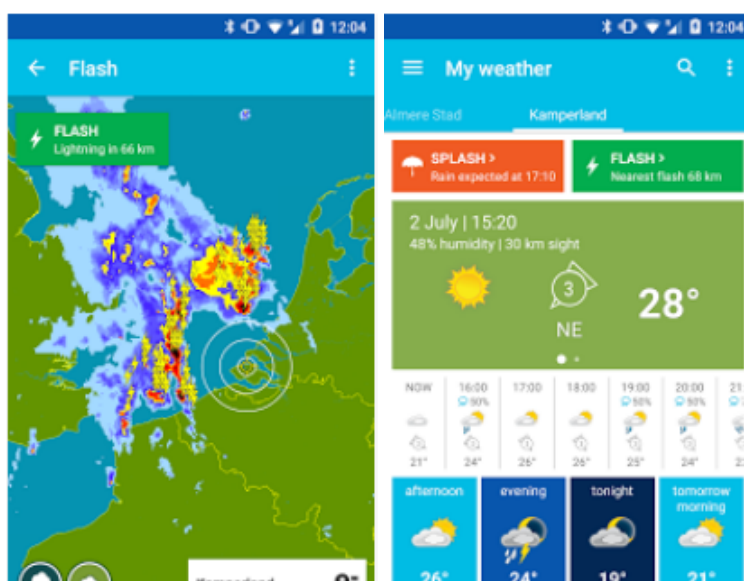 12:04
Flash
FLASH
Lightning in 66 km
Kamperland
12:04
My weather
Almere Stad
Kamperland
SPLASH >
Rain expected at 17:10
FLASH >
Nearest flash 68 km
2 July | 15:20
48% humidity | 30 km sight
3
28°
NE
NOW 16:00 17:00 18:00 19:00 20:00 21:
50% 50% 50%
21° 24° 26° 26° 25° 24°
afternoon evening tonight tomorrow
morning
26° 24° 19° 21°